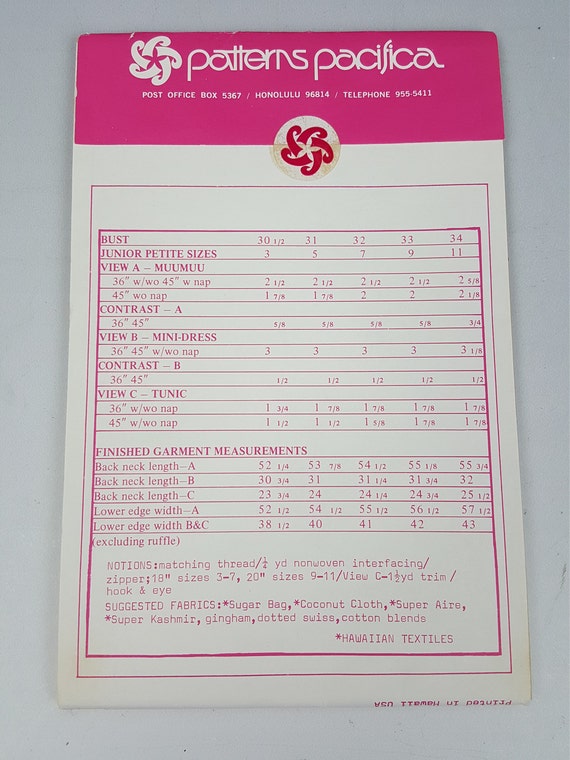 patterns pacifica
POST OFFICE BOX 5367 / HONOLULU 96814 / TELEPHONE 955-5411
BUST 30 1/2 31 32 33 34
JUNIOR PETITE SIZES 3 5 7 9 11
VIEW A – MUUMUU
36" w/wo 45" w nap 2 1/2 2 1/2 2 1/2 2 1/2 2 5/8
45" wo nap 1 7/8 1 7/8 2 2 2 1/8
CONTRAST – A
36" 45" 5/8 5/8 5/8 5/8 3/4
VIEW B – MINI-DRESS
36" 45" w/wo nap 3 3 3 3 3 1/8
CONTRAST – B
36" 45" 1/2 1/2 1/2 1/2 1/2
VIEW C – TUNIC
36" w/wo nap 1 3/4 1 7/8 1 7/8 1 7/8 1 7/8
45" w/wo nap 1 1/2 1 1/2 1 5/8 1 7/8 1 7/8
FINISHED GARMENT MEASUREMENTS
Back neck length–A 52 1/4 53 7/8 54 1/2 55 1/8 55 3/4
Back neck length–B 30 3/4 31 31 1/4 31 3/4 32
Back neck length–C 23 3/4 24 24 1/4 24 3/4 25 1/2
Lower edge width–A 52 1/2 54 1/2 55 1/2 56 1/2 57 1/2
Lower edge width B&C 38 1/2 40 41 42 43
(excluding ruffle)
NOTIONS:matching thread/¼ yd nonwoven interfacing/
zipper;18" sizes 3-7, 20" sizes 9-11/View C-1½yd trim/
hook & eye
SUGGESTED FABRICS:*Sugar Bag,*Coconut Cloth,*Super Aire,
*Super Kashmir, gingham,dotted swiss,cotton blends
*HAWAIIAN TEXTILES
Printed in Hawaii USA